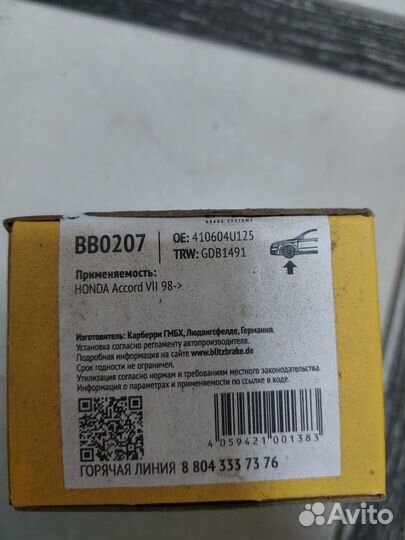 BRAKE SYSTEMS
BB0207
OE: 410604U125
TRW: GDB1491
Применяемость:
HONDA Accord VII 98->
Изготовитель: Карберри ГМБХ, Людвигсфелде, Германия.
Установка согласно регламенту автопроизводителя.
Подробная информация на сайте www.blitzbrake.de
Срок годности не ограничен.
Утилизация согласно нормам и требованиям местного законодательства.
Информация о параметрах и применяемости по ссылке в коде.
4 059421 001383
ГОРЯЧАЯ ЛИНИЯ 8 804 333 73 76
Avito